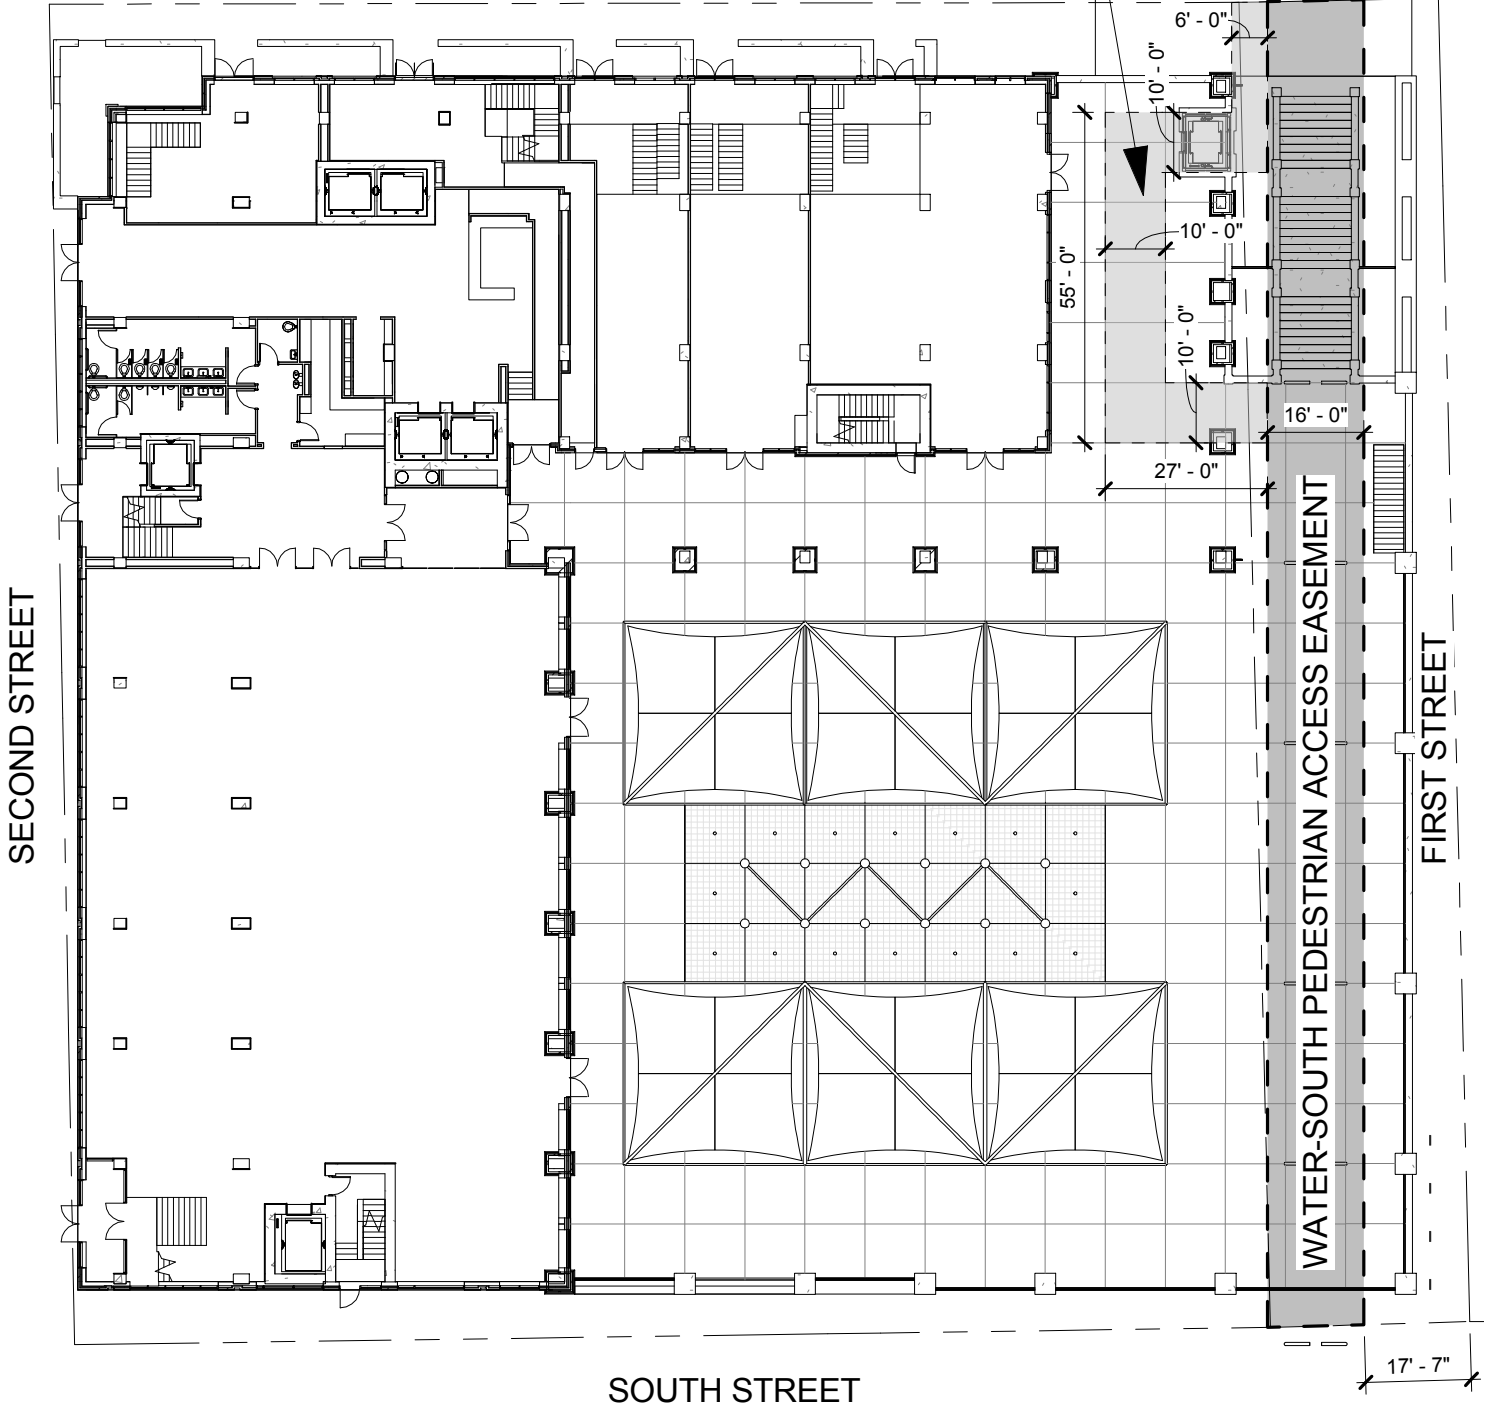 6' - 0"
10' - 0"
10' - 0"
55' - 0"
10' - 0"
16' - 0"
27' - 0"
WATER-SOUTH PEDESTRIAN ACCESS EASEMENT
SECOND STREET
FIRST STREET
17' - 7"
SOUTH STREET